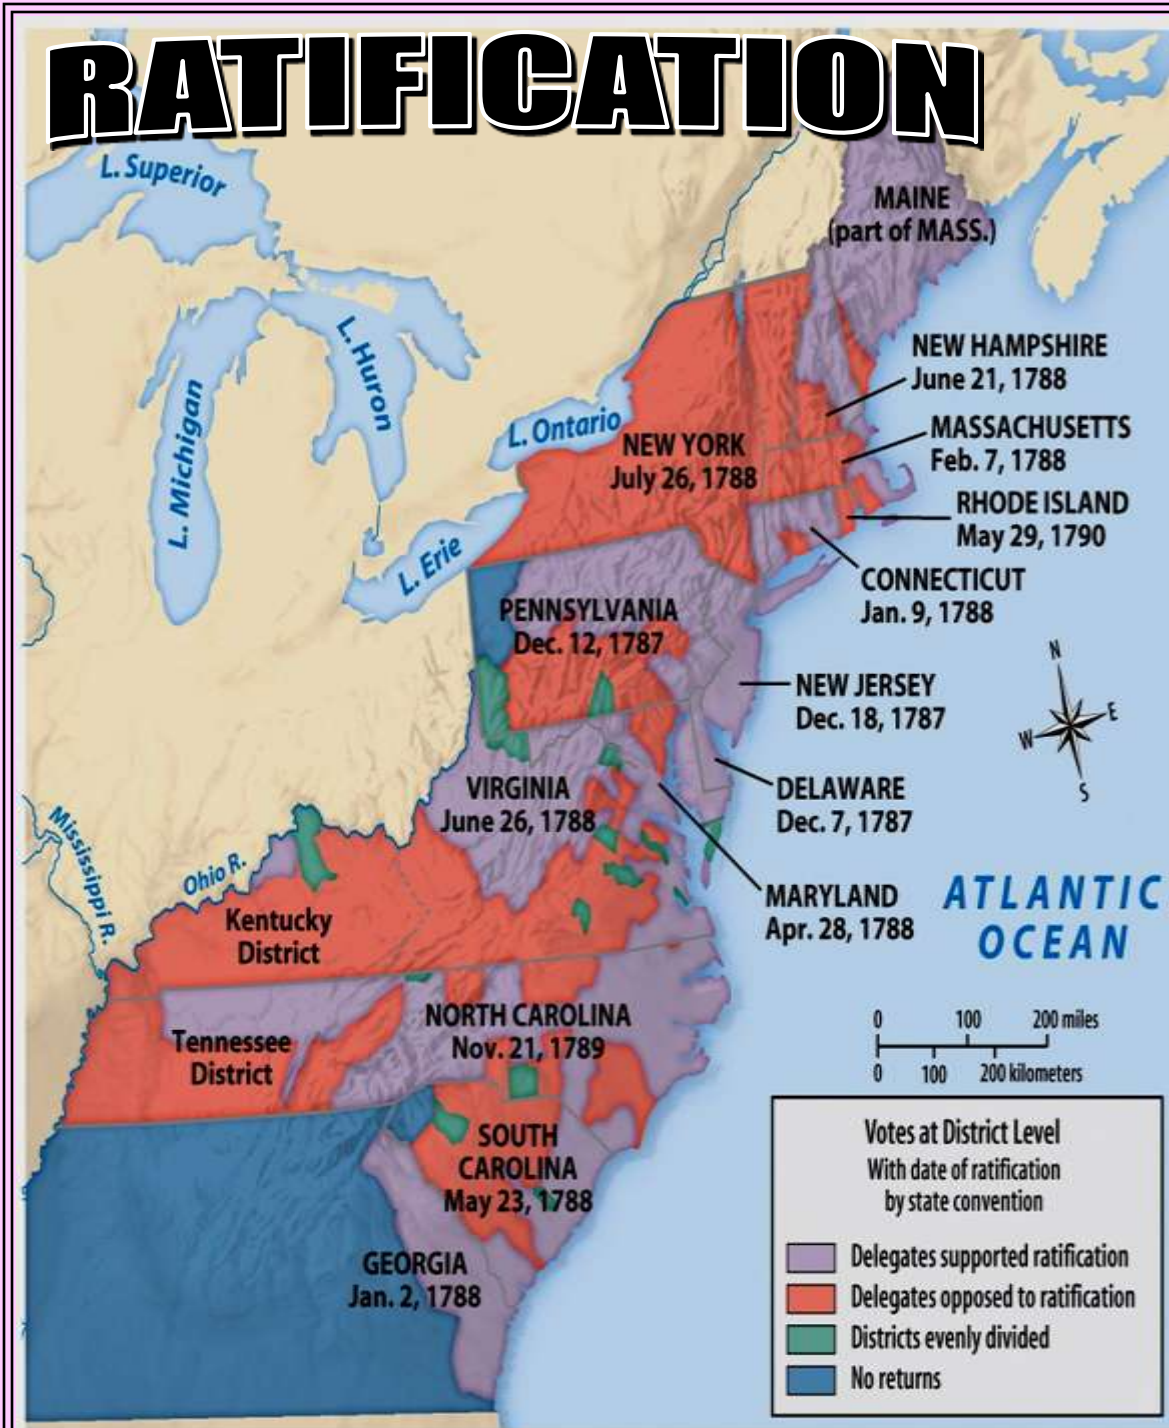 RATIFICATION
L. Superior
MAINE
(part of MASS.)
L. Huron
L. Michigan
NEW HAMPSHIRE
June 21, 1788
L. Ontario
MASSACHUSETTS
Feb. 7, 1788
NEW YORK
July 26, 1788
RHODE ISLAND
May 29, 1790
L. Erie
CONNECTICUT
Jan. 9, 1788
PENNSYLVANIA
Dec. 12, 1787
N
E
W
S
NEW JERSEY
Dec. 18, 1787
VIRGINIA
June 26, 1788
DELAWARE
Dec. 7, 1787
Mississippi R.
Ohio R.
MARYLAND
Apr. 28, 1788
ATLANTIC
OCEAN
Kentucky
District
NORTH CAROLINA
Nov. 21, 1789
Tennessee
District
0 100 200 miles
0 100 200 kilometers
SOUTH
CAROLINA
May 23, 1788
GEORGIA
Jan. 2, 1788
Votes at District Level
With date of ratification
by state convention
Delegates supported ratification
Delegates opposed to ratification
Districts evenly divided
No returns